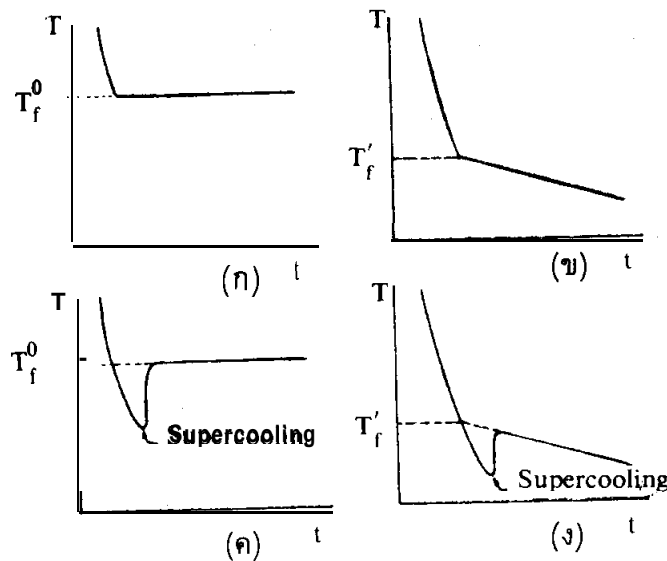 T
T
T_f^0
T_f'
(ก) t
(ข) t
T
T
T_f^0
T_f'
Supercooling
Supercooling
(ค) t
(ง) t